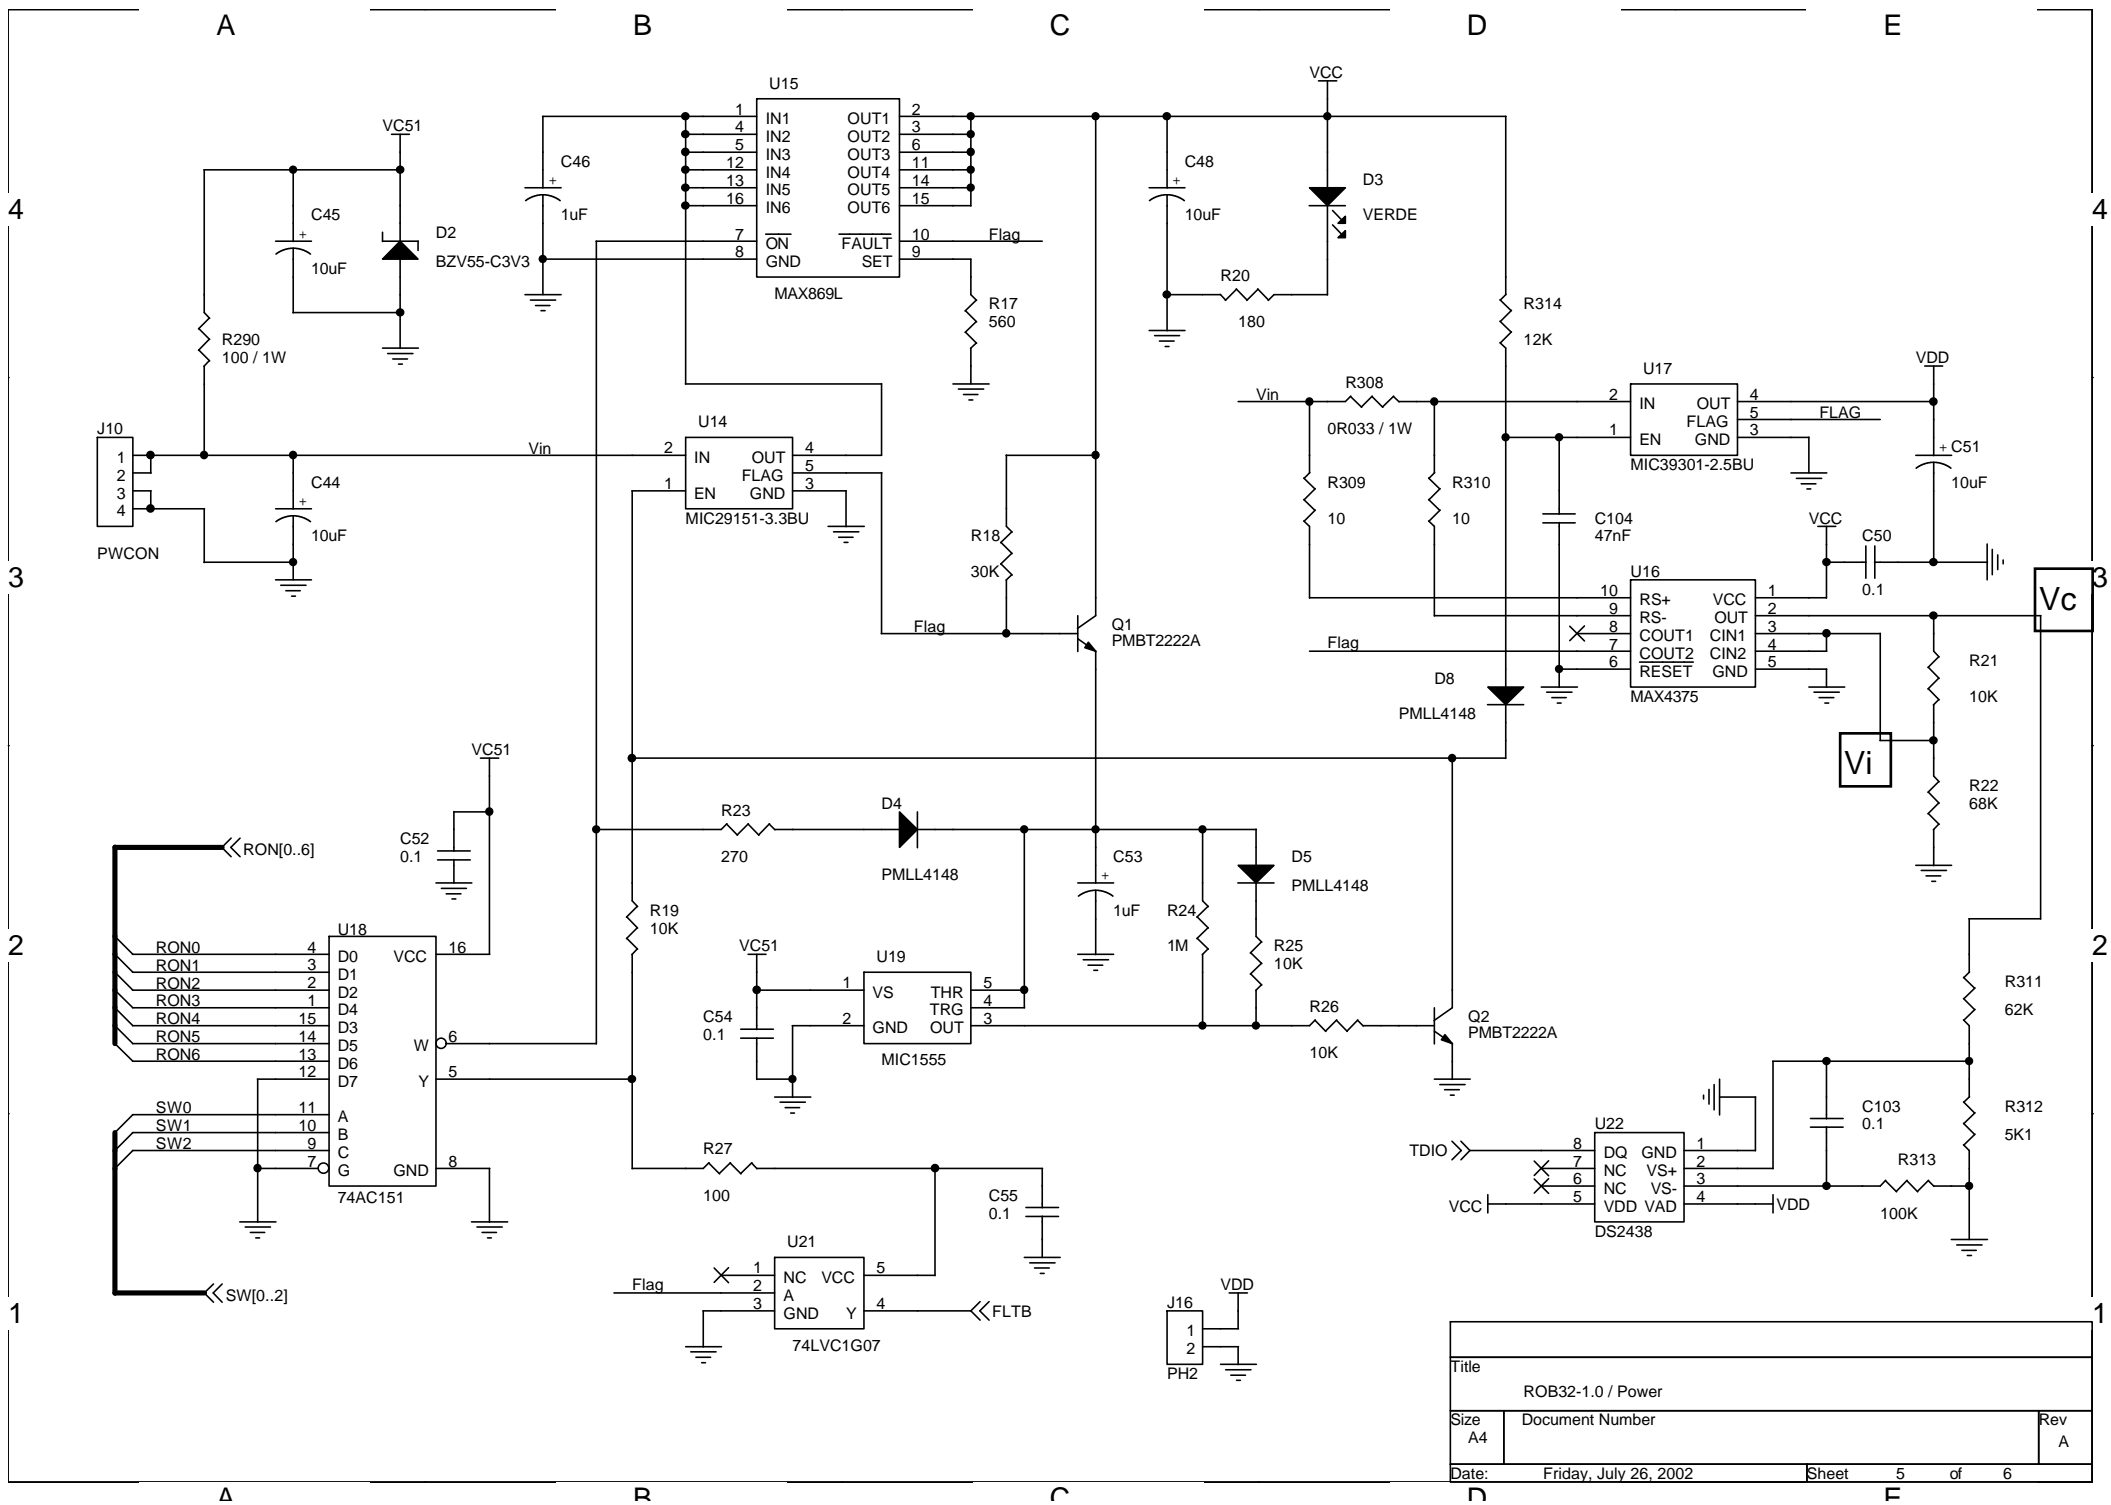 A B C D E
4
3
2
1
4
3
2
1
VC51
C45
+
10uF
D2
BZV55-C3V3
R290
100 / 1W
J10
1
2
3
4
PWCON
C44
+
10uF
Vin
C46
+
1uF
U15
1 IN1 OUT1 2
4 IN2 OUT2 3
5 IN3 OUT3 6
12 IN4 OUT4 11
13 IN5 OUT5 14
16 IN6 OUT6 15
7 ON FAULT 10 Flag
8 GND SET 9
MAX869L
R17
560
U14
2 IN OUT 4
FLAG 5
1 EN GND 3
MIC29151-3.3BU
R18
30K
Flag
Q1
PMBT2222A
VCC
C48
+
10uF
D3
VERDE
R20
180
R314
12K
Vin
R308
0R033 / 1W
R309
10
R310
10
U17
2 IN OUT 4
FLAG 5 FLAG
1 EN GND 3
MIC39301-2.5BU
VDD
+ C51
10uF
C104
47nF
VCC
C50
0.1
U16
10 RS+ VCC 1
9 RS- OUT 2
8 COUT1 CIN1 3
Flag 7 COUT2 CIN2 4
6 RESET GND 5
MAX4375
Vc
Vi
R21
10K
R22
68K
D8
PMLL4148
VC51
C52
0.1
RON[0..6]
U18
RON0 4 D0 VCC 16
RON1 3 D1
RON2 2 D2
RON3 1 D4
RON4 15 D3
RON5 14 D5 W 6
RON6 13 D6
12 D7 Y 5
SW0 11 A
SW1 10 B
SW2 9 C
7 G GND 8
74AC151
SW[0..2]
R23
270
D4
PMLL4148
R19
10K
C53
+
1uF
R24
1M
D5
PMLL4148
R25
10K
VC51
C54
0.1
U19
1 VS THR 5
TRG 4
2 GND OUT 3
MIC1555
R26
10K
Q2
PMBT2222A
R27
100
C55
0.1
U21
1 NC VCC 5
Flag 2 A
3 GND Y 4 FLTB
74LVC1G07
J16
1
2
PH2
VDD
R311
62K
R312
5K1
C103
0.1
R313
100K
U22
TDIO 8 DQ GND 1
7 NC VS+ 2
6 NC VS- 3
VCC 5 VDD VAD 4 VDD
DS2438
Title
ROB32-1.0 / Power
Size Document Number Rev
A4 A
Date: Friday, July 26, 2002 Sheet 5 of 6
A B C D E